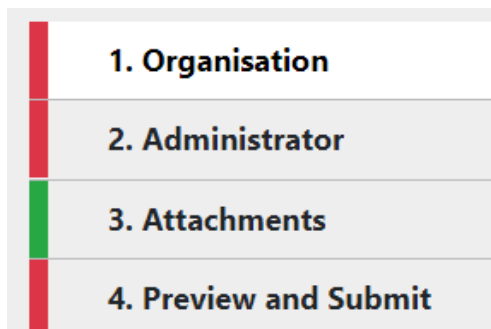 1. Organisation
2. Administrator
3. Attachments
4. Preview and Submit